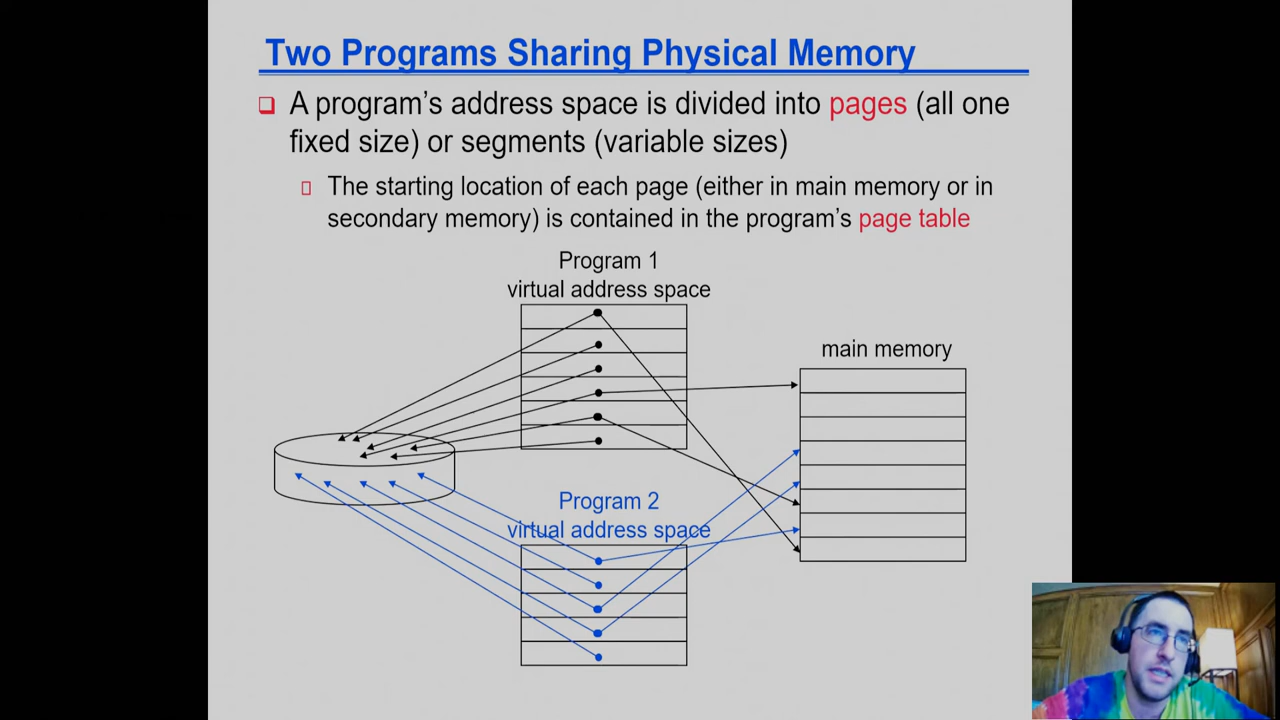 Two Programs Sharing Physical Memory
A program's address space is divided into pages (all one
fixed size) or segments (variable sizes)
The starting location of each page (either in main memory or in
secondary memory) is contained in the program's page table
Program 1
virtual address space
main memory
Program 2
virtual address space